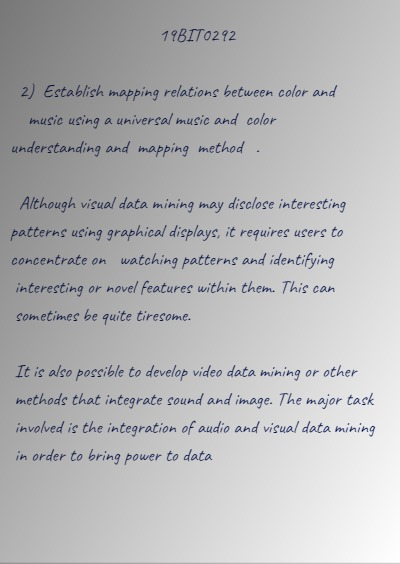 19BIT0292
2) Establish mapping relations between color and
music using a universal music and color
understanding and mapping method .
Although visual data mining may disclose interesting
patterns using graphical displays, it requires users to
concentrate on watching patterns and identifying
interesting or novel features within them. This can
sometimes be quite tiresome.
It is also possible to develop video data mining or other
methods that integrate sound and image. The major task
involved is the integration of audio and visual data mining
in order to bring power to data